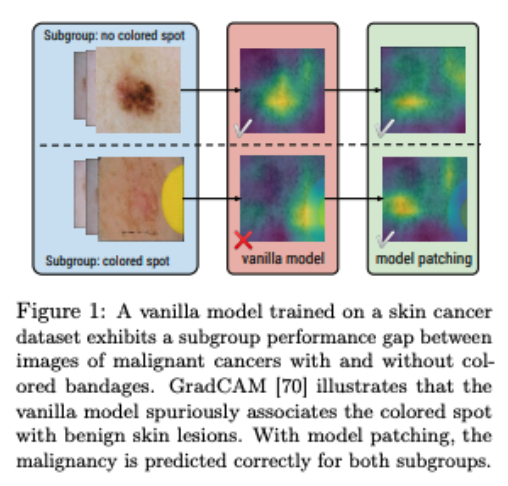 Subgroup: no colored spot
Subgroup: colored spot
vanilla model
model patching
Figure 1: A vanilla model trained on a skin cancer
dataset exhibits a subgroup performance gap between
images of malignant cancers with and without col-
ored bandages. GradCAM [70] illustrates that the
vanilla model spuriously associates the colored spot
with benign skin lesions. With model patching, the
malignancy is predicted correctly for both subgroups.